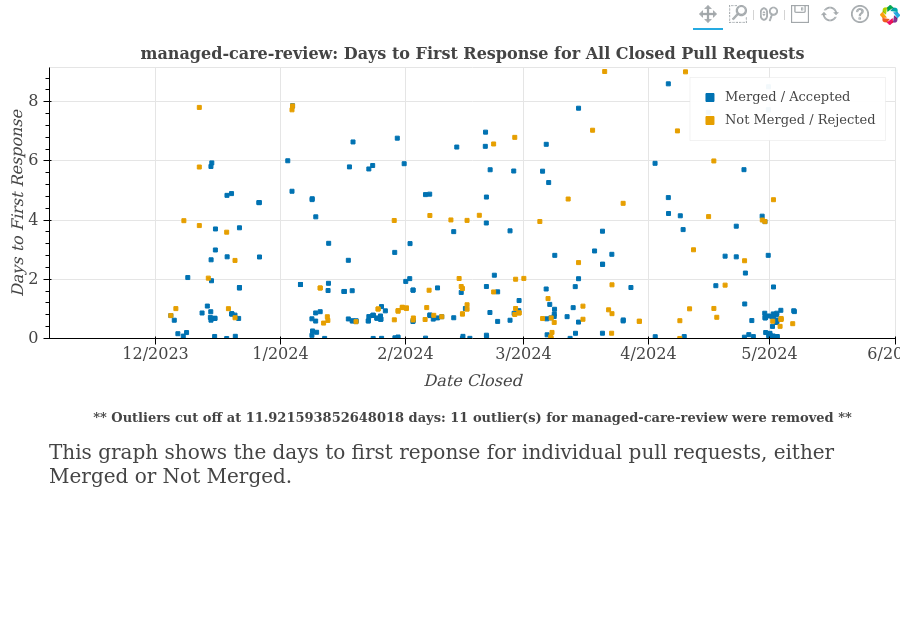 managed-care-review: Days to First Response for All Closed Pull Requests
Merged / Accepted
Not Merged / Rejected
Days to First Response
8
6
4
2
0
12/2023 1/2024 2/2024 3/2024 4/2024 5/2024 6/20
Date Closed
** Outliers cut off at 11.921593852648018 days: 11 outlier(s) for managed-care-review were removed **
This graph shows the days to first reponse for individual pull requests, either
Merged or Not Merged.